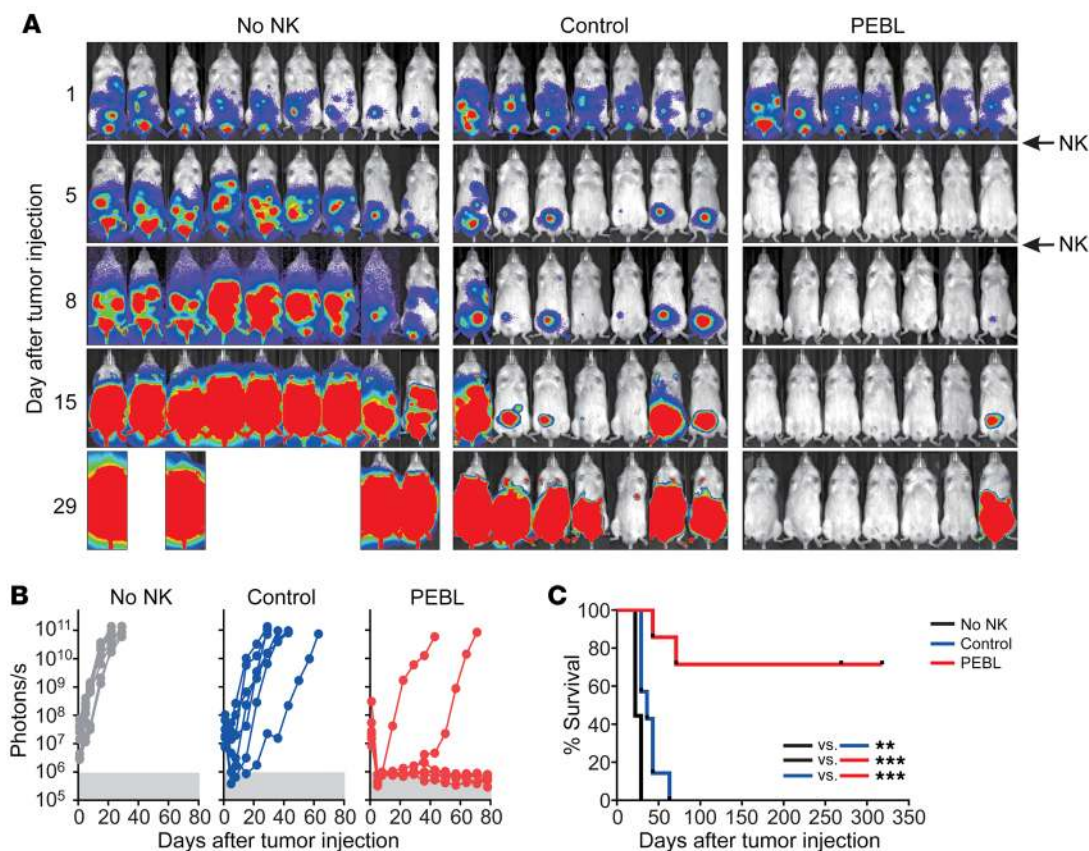 A
No NK Control PEBL
Day after tumor injection
1
NK
5
NK
8
15
29
B
No NK Control PEBL
Photons/s
10¹¹
10¹⁰
10⁹
10⁸
10⁷
10⁶
10⁵
0 20 40 60 80 0 20 40 60 80 0 20 40 60 80
Days after tumor injection
C
% Survival
100
80
60
40
20
0
0 50 100 150 200 250 300 350
Days after tumor injection
No NK
Control
PEBL
vs. **
vs. ***
vs. ***